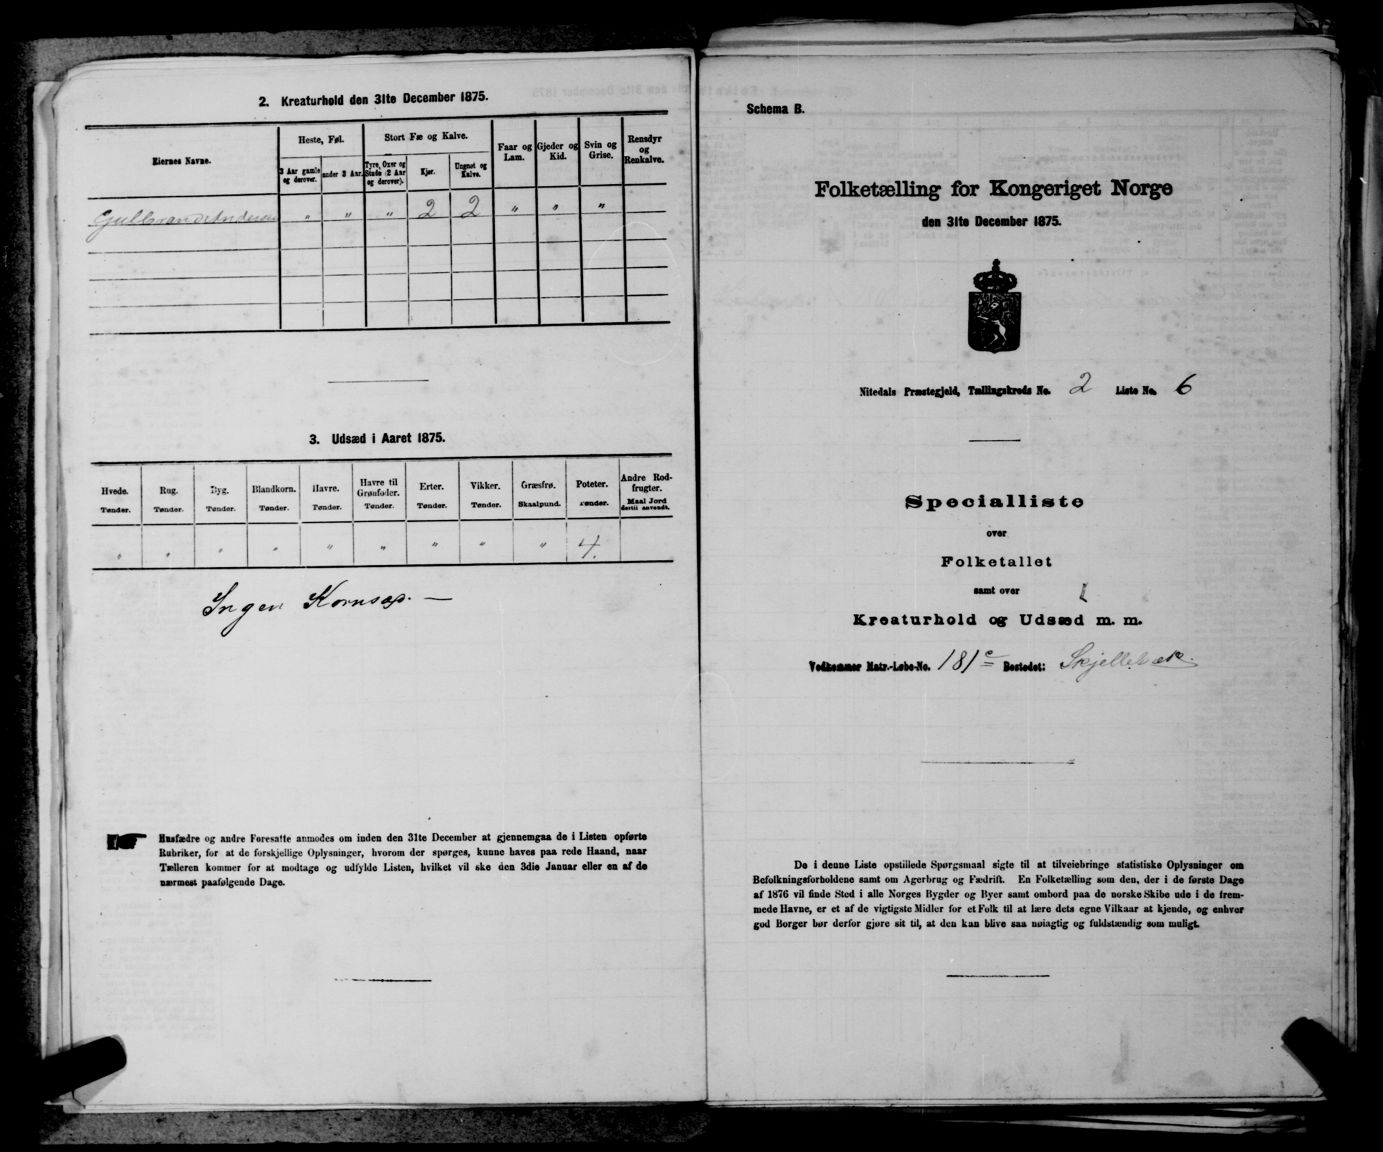 2. Kreaturhold den 31te December 1875.
Eiernes Navne.
Heste, Føl.
Stort Fæ og Kalve.
Faar og Lam.
Gjeder og Kid.
Svin og Grise.
Rensdyr og Renkalve.
3 Aar gamle og derover.
under 3 Aar.
Tyre, Oxer og Stude (2 Aar og derover).
Kjør.
Ungnøt og Kalve.
Gulbrand Andersen " " " 2 2 " " "
3. Udsæd i Aaret 1875.
Hvede. Rug. Byg. Blandkorn. Havre. Havre til Grønfoder. Erter. Vikker. Græsfrø. Poteter. Andre Rodfrugter.
Tønder. Tønder. Tønder. Tønder. Tønder. Tønder. Tønder. Tønder. Skaalpund. Tønder. Maal Jord dertil anvendt.
" " " " " " " " " 4.
Ingen Kornsæd. —
Husfædre og andre Foresatte anmodes om inden den 31te December at gjennemgaa de i Listen opførte
Rubriker, for at de forskjellige Oplysninger, hvorom der spørges, kunne haves paa rede Haand, naar
Tælleren kommer for at modtage og udfylde Listen, hvilket vil ske den 3die Januar eller en af de
nærmest paafølgende Dage.
Schema B.
Folketælling for Kongeriget Norge
den 31te December 1875.
Nitedals Præstegjeld, Tællingskreds No. 2 Liste No. 6
Specialliste
over
Folketallet
samt over
Kreaturhold og Udsæd m. m.
Vedkommer Matr.-Løbe-No. 181c Bostedet: Skjellebæk.
De i denne Liste opstillede Spørgsmaal sigte til at tilveiebringe statistiske Oplysninger om
Befolkningsforholdene samt om Agerbrug og Fædrift. En Folketælling som den, der i de første Dage
af 1876 vil finde Sted i alle Norges Bygder og Byer samt ombord paa de norske Skibe ude i de frem-
mede Havne, er et af de vigtigste Midler for et Folk til at lære dets egne Vilkaar at kjende, og enhver
god Borger bør derfor gjøre sit til, at den kan blive saa nøiagtig og fuldstændig som muligt.